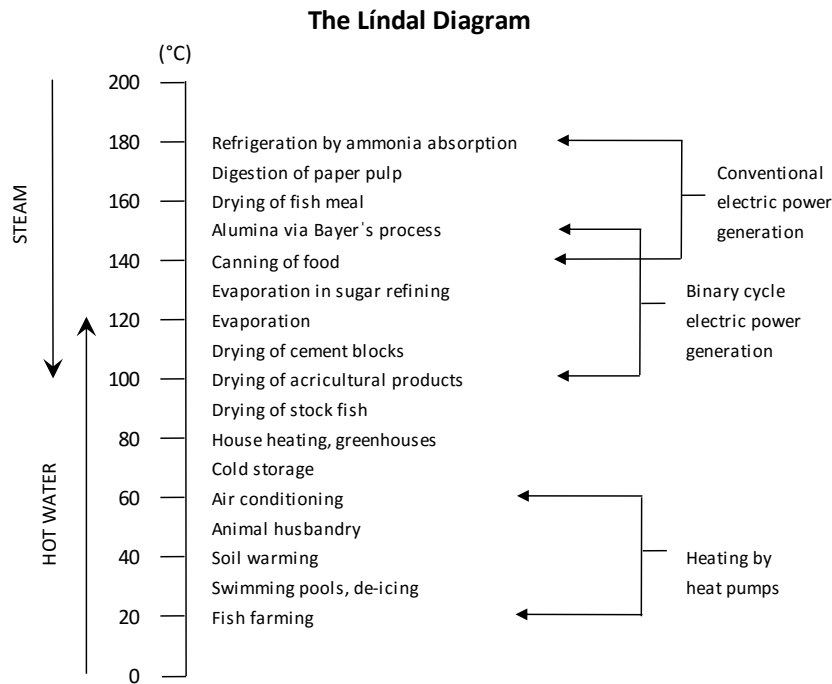 The Líndal Diagram
(°C)
200
180
Refrigeration by ammonia absorption
Digestion of paper pulp
160
Drying of fish meal
Alumina via Bayer's process
140
Canning of food
Evaporation in sugar refining
120
Evaporation
Drying of cement blocks
100
Drying of acricultural products
Drying of stock fish
80
House heating, greenhouses
Cold storage
60
Air conditioning
Animal husbandry
40
Soil warming
Swimming pools, de-icing
20
Fish farming
0
STEAM
HOT WATER
Conventional
electric power
generation
Binary cycle
electric power
generation
Heating by
heat pumps